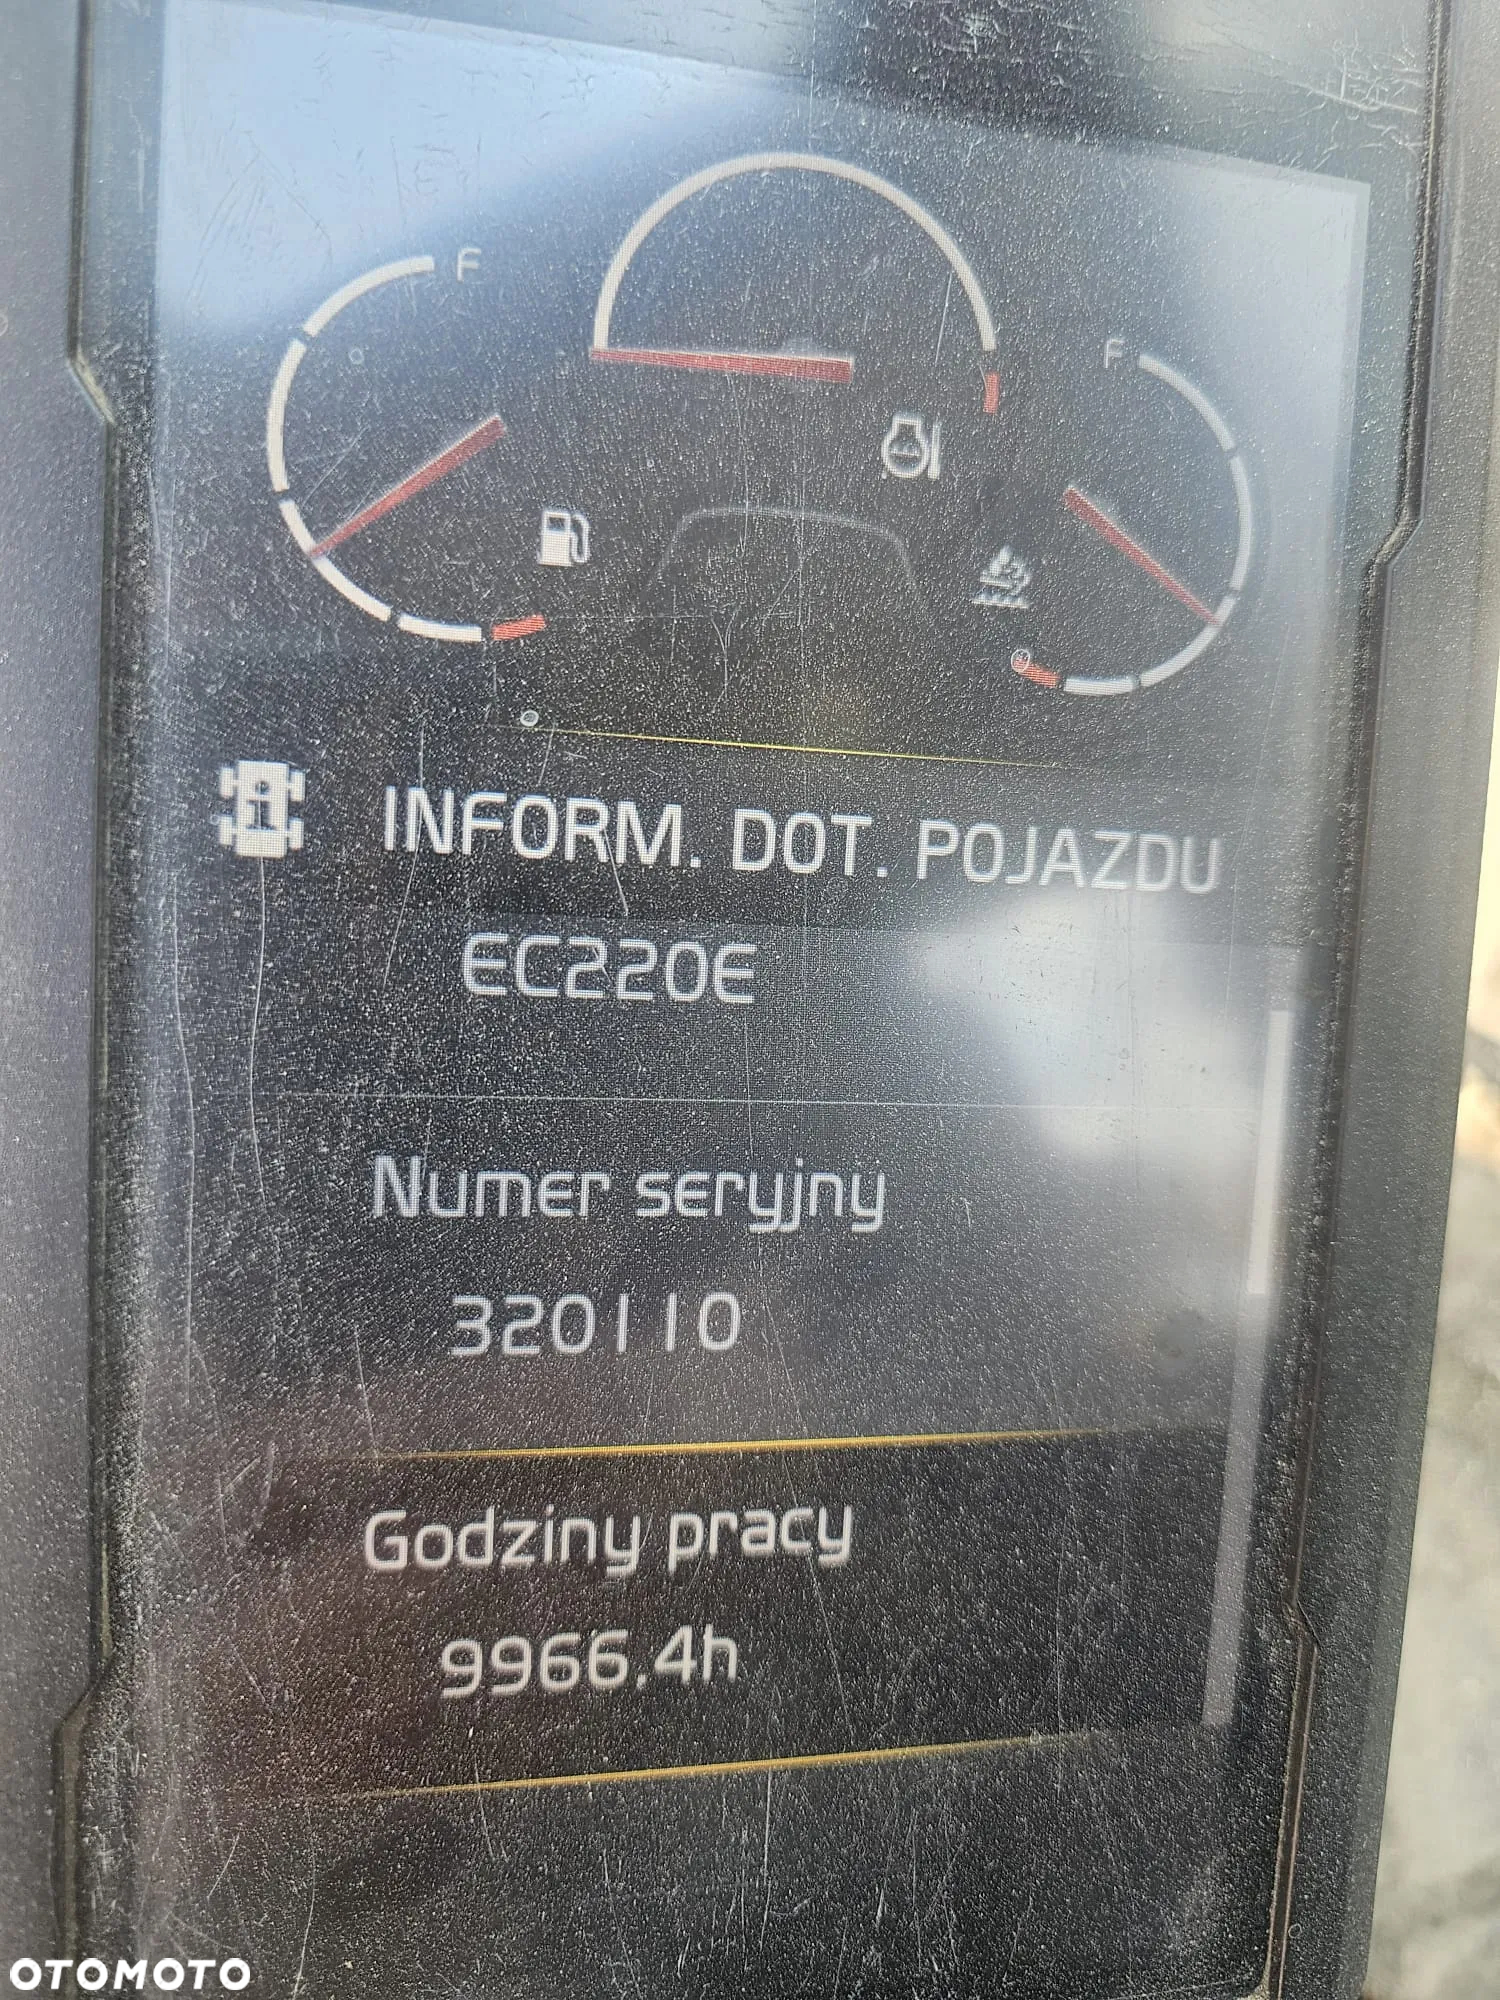 F
F
INFORM. DOT. POJAZDU
EC220E
Numer seryjny
320110
Godziny pracy
9966.4h
OTOMOTO